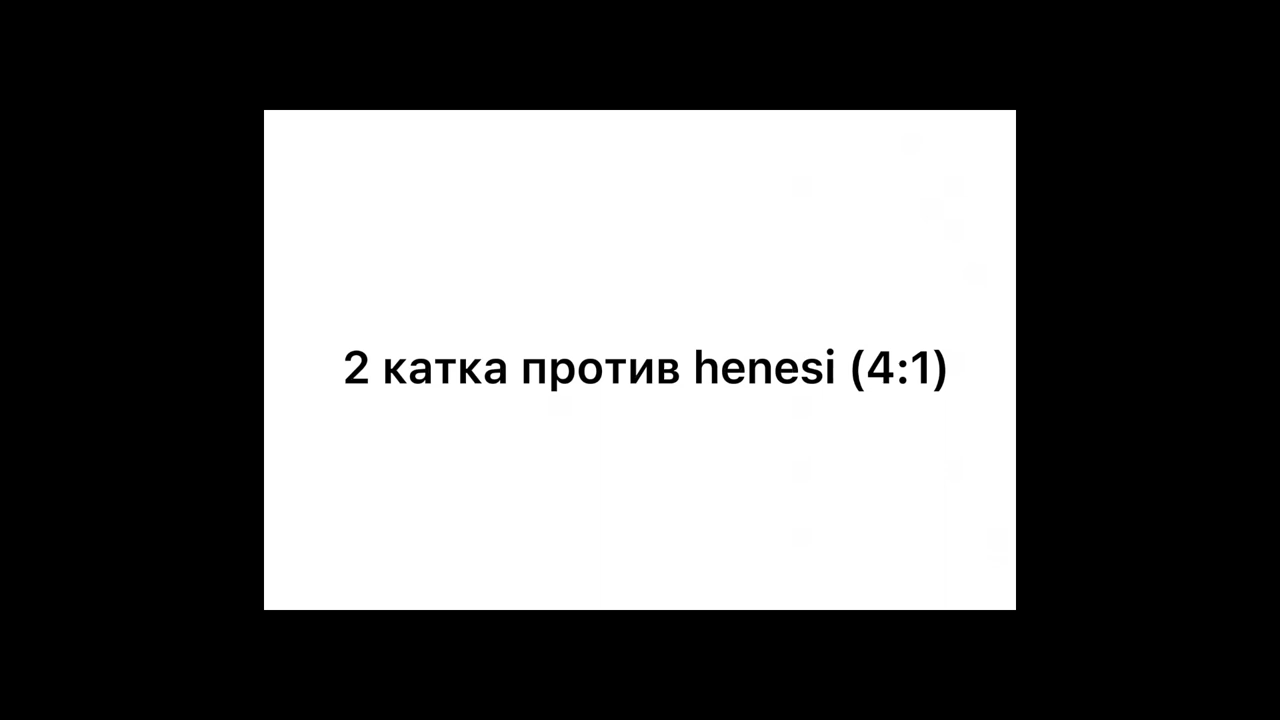 2 катка против henesi (4:1)